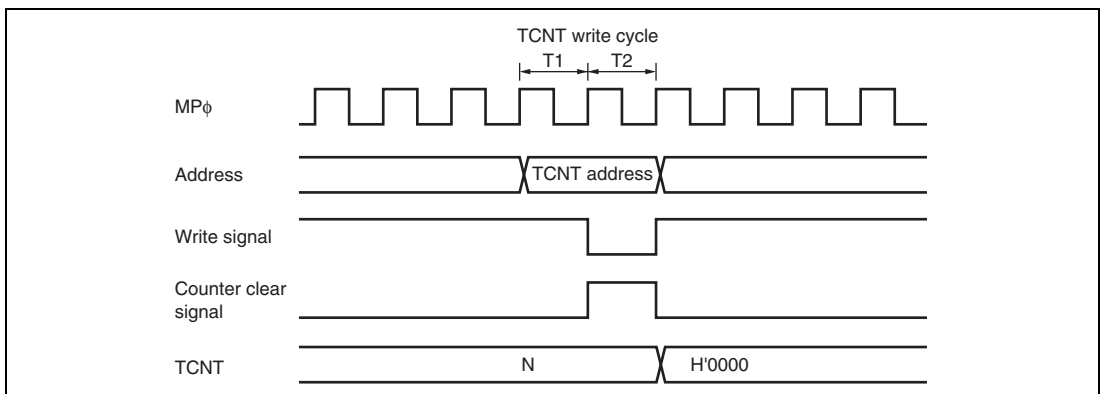 TCNT write cycle
T1 T2
MPϕ
Address TCNT address
Write signal
Counter clear
signal
TCNT N H'0000